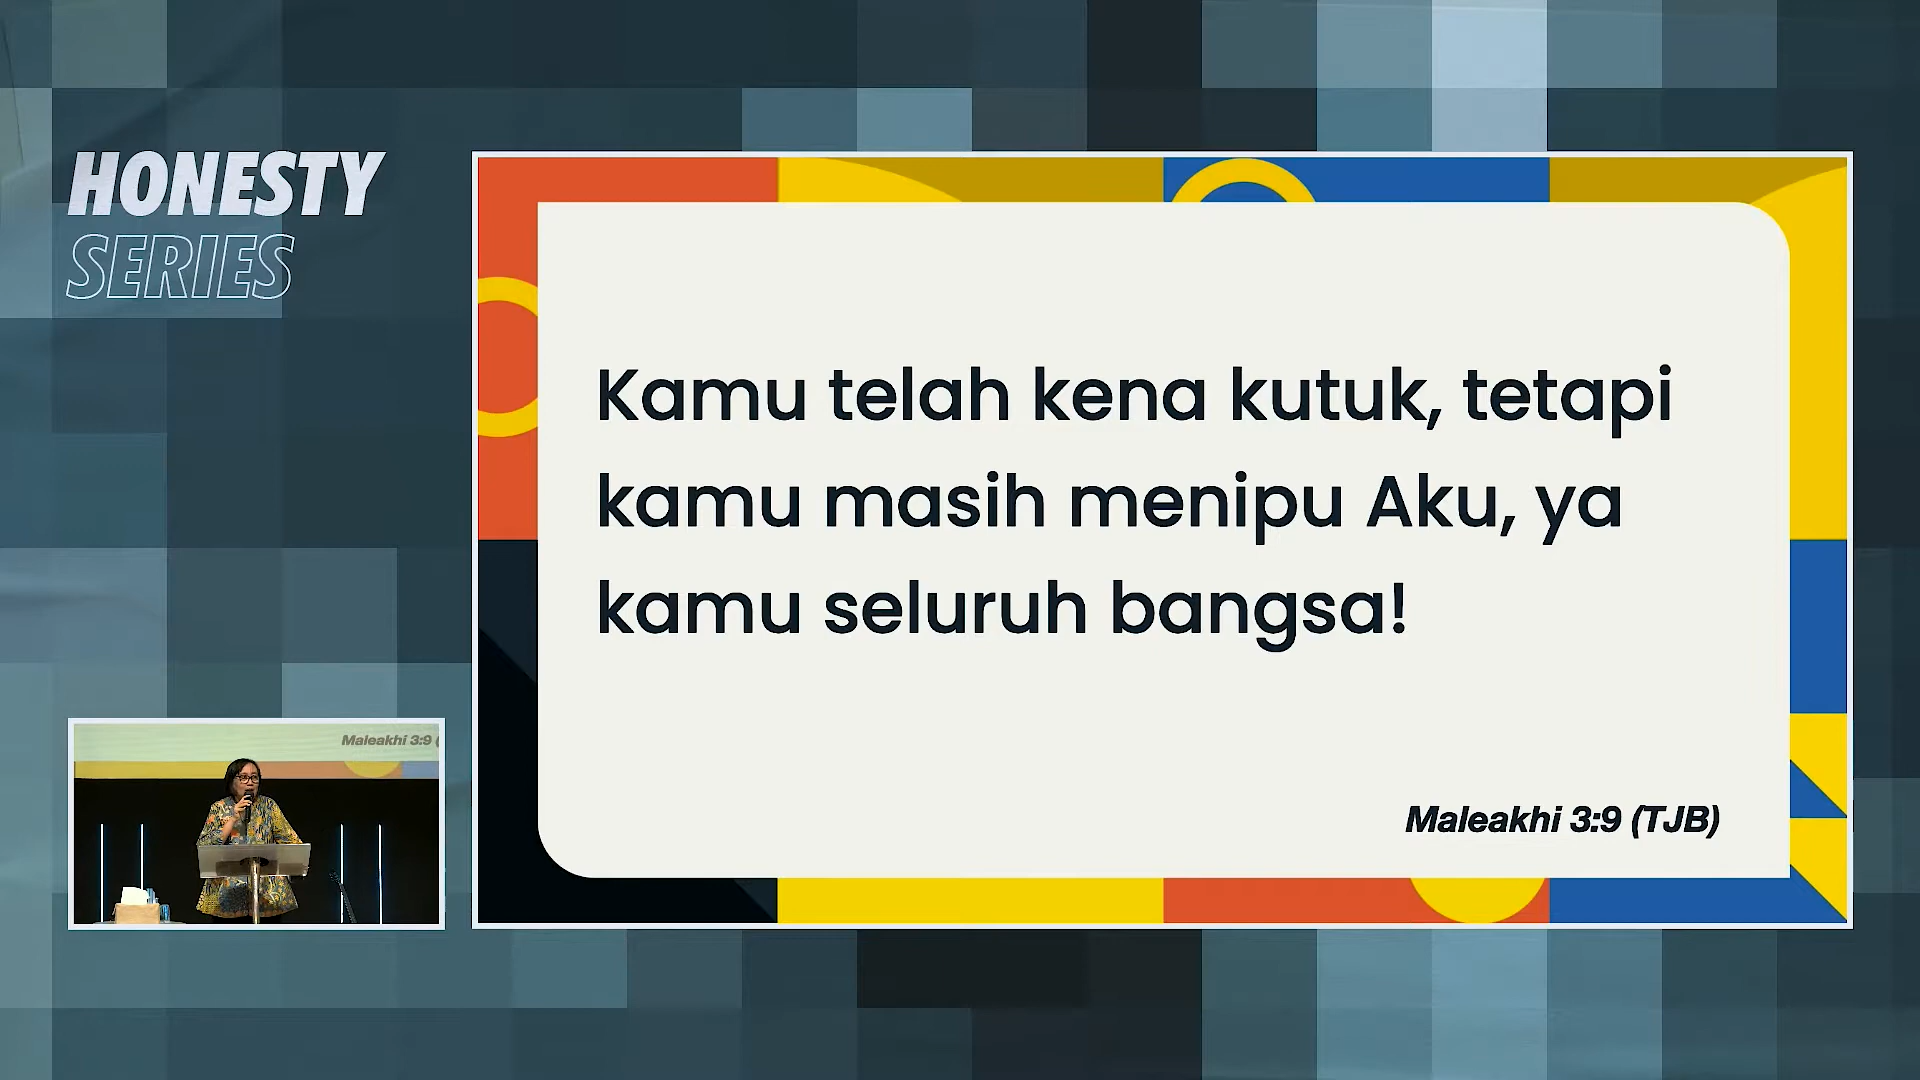 HONESTY
SERIES
Kamu telah kena kutuk, tetapi
kamu masih menipu Aku, ya
kamu seluruh bangsa!
Maleakhi 3:9 (TJB)
Maleakhi 3:9 (